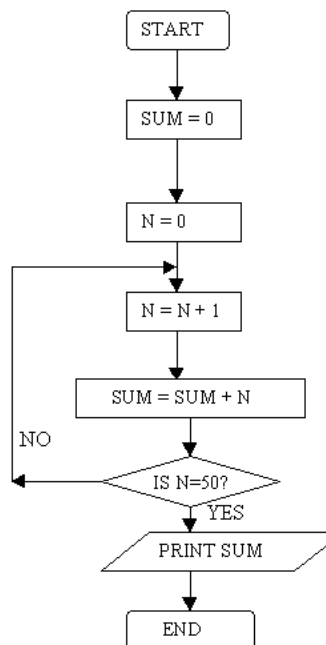 START
SUM = 0
N = 0
N = N + 1
SUM = SUM + N
NO
IS N=50?
YES
PRINT SUM
END